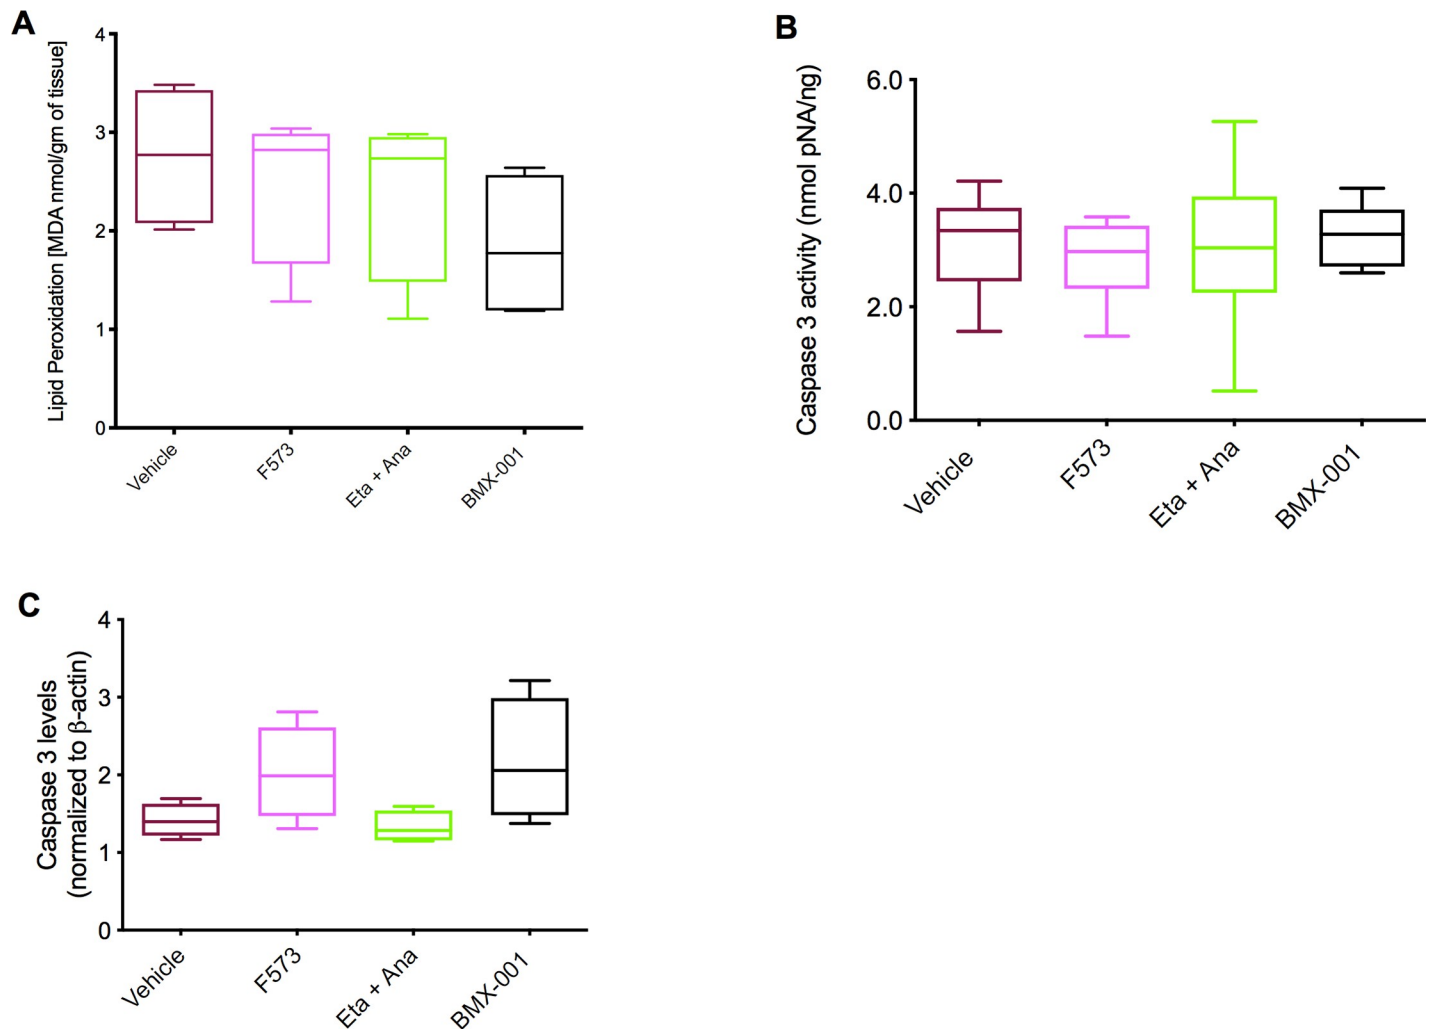 A
Lipid Peroxidation [MDA nmol/gm of tissue]
4
3
2
1
0
Vehicle
F573
Eta + Ana
BMX-001
B
Caspase 3 activity (nmol pNA/ng)
6.0
4.0
2.0
0.0
Vehicle
F573
Eta + Ana
BMX-001
C
Caspase 3 levels
(normalized to β-actin)
4
3
2
1
0
Vehicle
F573
Eta + Ana
BMX-001